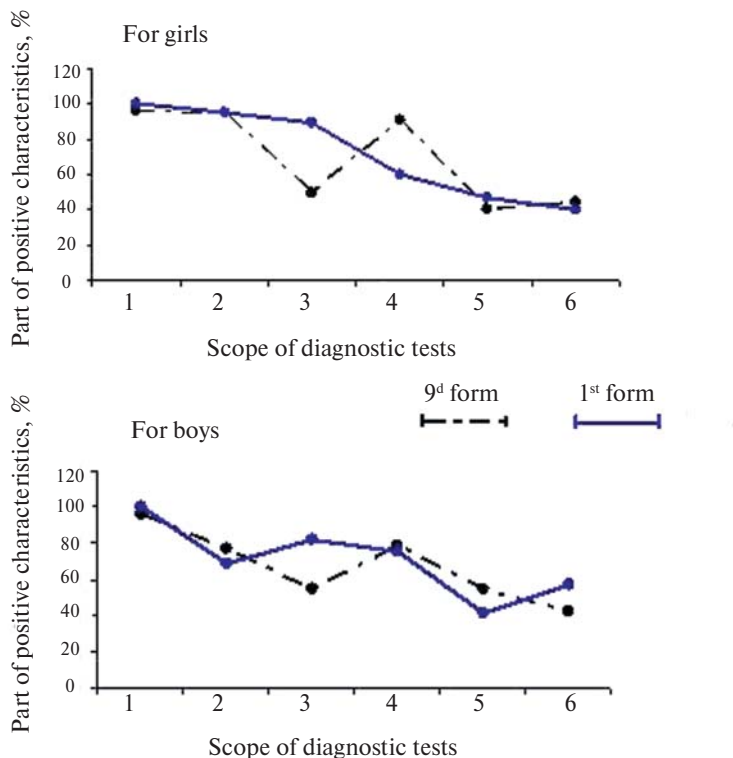 For girls
Part of positive characteristics, %
120
100
80
60
40
20
0
1 2 3 4 5 6
Scope of diagnostic tests
9ᵈ form 1ˢᵗ form
For boys
Part of positive characteristics, %
120
100
80
60
40
20
0
1 2 3 4 5 6
Scope of diagnostic tests